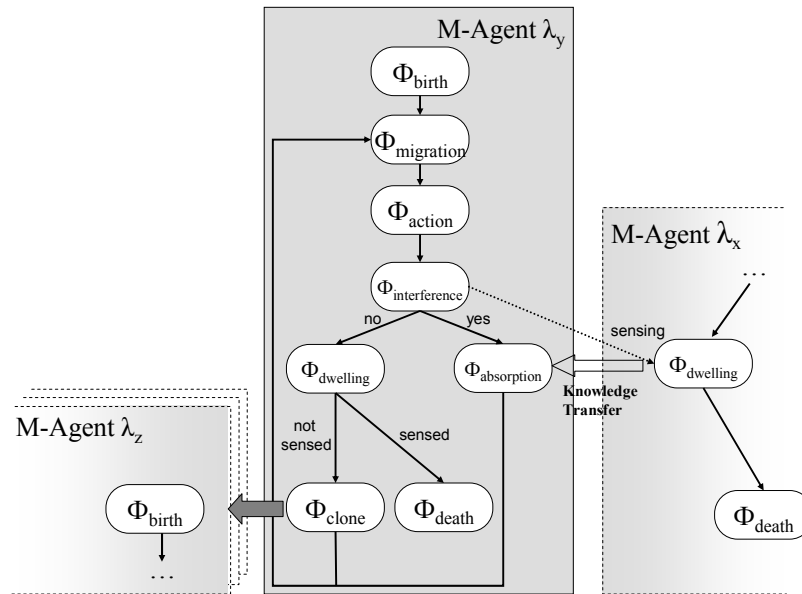 M-Agent λy
Φbirth
Φmigration
Φaction
Φinterference
no
yes
Φdwelling
Φabsorption
not
sensed
sensed
Φclone
Φdeath
M-Agent λx
...
sensing
Φdwelling
Knowledge
Transfer
Φdeath
M-Agent λz
Φbirth
...